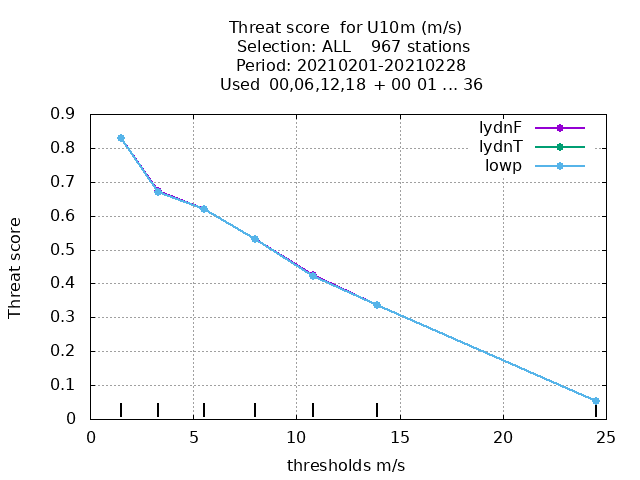 Threat score for U10m (m/s)
Selection: ALL 967 stations
Period: 20210201-20210228
Used 00,06,12,18 + 00 01 ... 36
lydnF
lydnT
lowp
0.9
0.8
0.7
0.6
0.5
0.4
0.3
0.2
0.1
0
Threat score
0 5 10 15 20 25
thresholds m/s